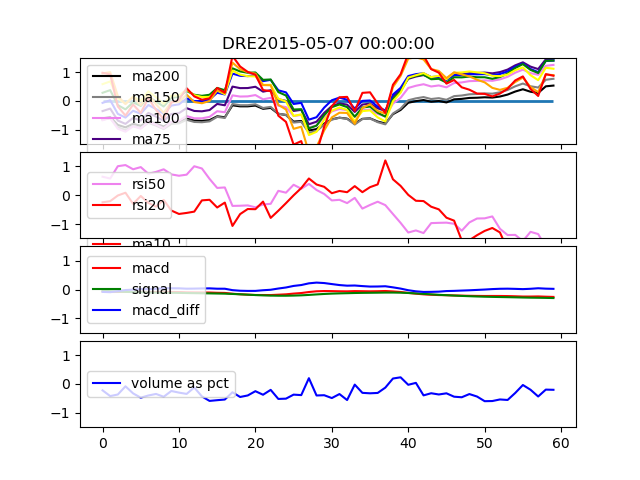 DRE2015-05-07 00:00:00
1
0
−1
ma200
ma150
ma100
ma75
1
0
−1
rsi50
rsi20
ma10
1
0
−1
macd
signal
macd_diff
1
0
−1
volume as pct
0 10 20 30 40 50 60